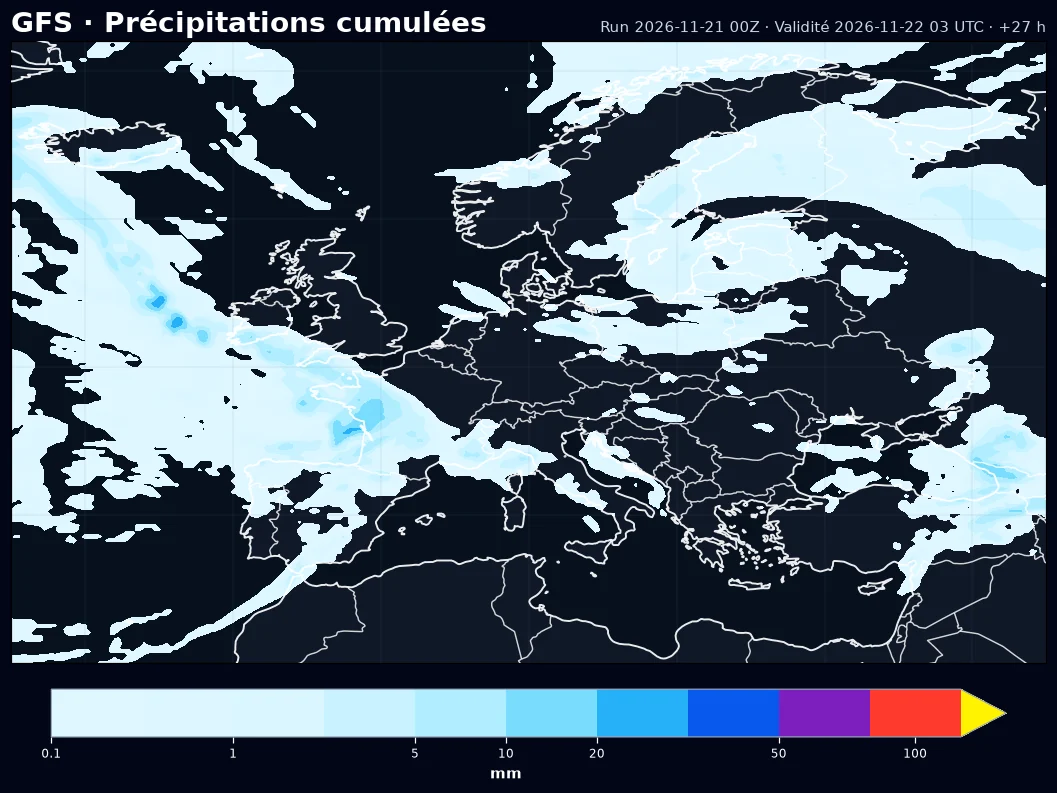 GFS · Précipitations cumulées
Run 2026-11-21 00Z · Validité 2026-11-22 03 UTC · +27 h
0.1 1 5 10 20 50 100
mm